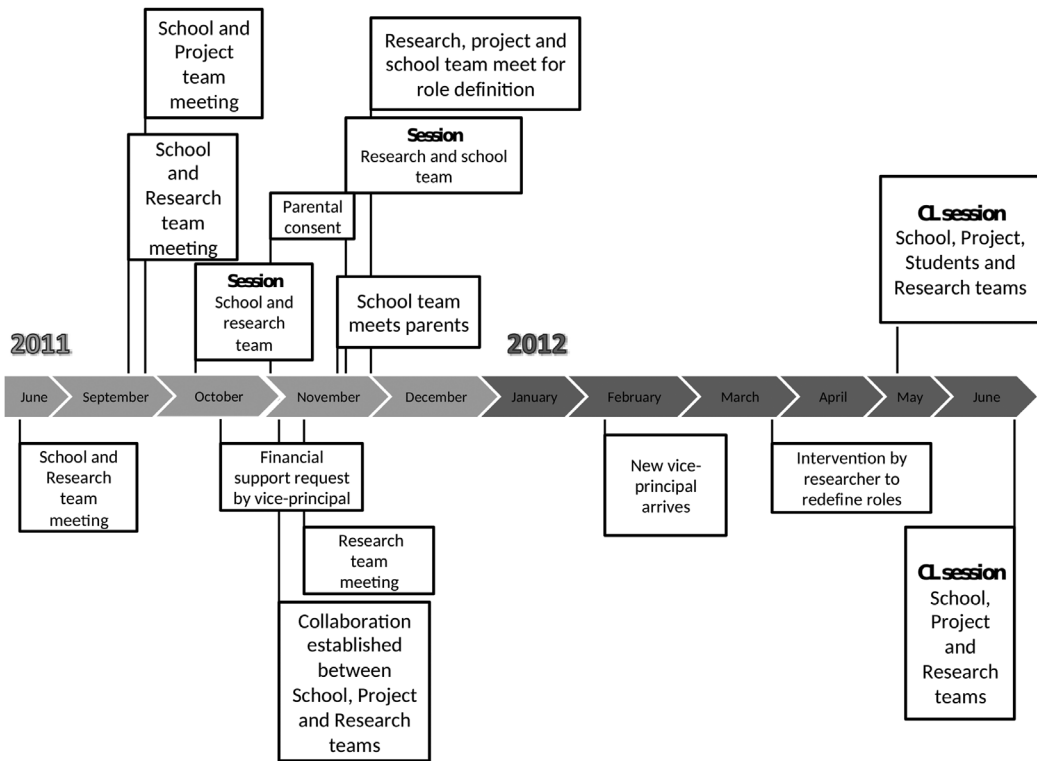 School and
Project
team
meeting
Research, project and
school team meet for
role definition
School
and
Research
team
meeting
Session
Research and school
team
Parental
consent
CL session
School, Project,
Students and
Research teams
Session
School and
research
team
School team
meets parents
2011
2012
June
September
October
November
December
January
February
March
April
May
June
School and
Research
team
meeting
Financial
support request
by vice-principal
New vice-
principal
arrives
Intervention by
researcher to
redefine roles
Research
team
meeting
CL session
School,
Project
and
Research
teams
Collaboration
established
between
School, Project
and Research
teams